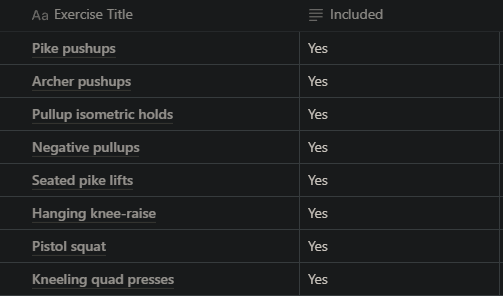 Aa Exercise Title Included
Pike pushups Yes
Archer pushups Yes
Pullup isometric holds Yes
Negative pullups Yes
Seated pike lifts Yes
Hanging knee-raise Yes
Pistol squat Yes
Kneeling quad presses Yes